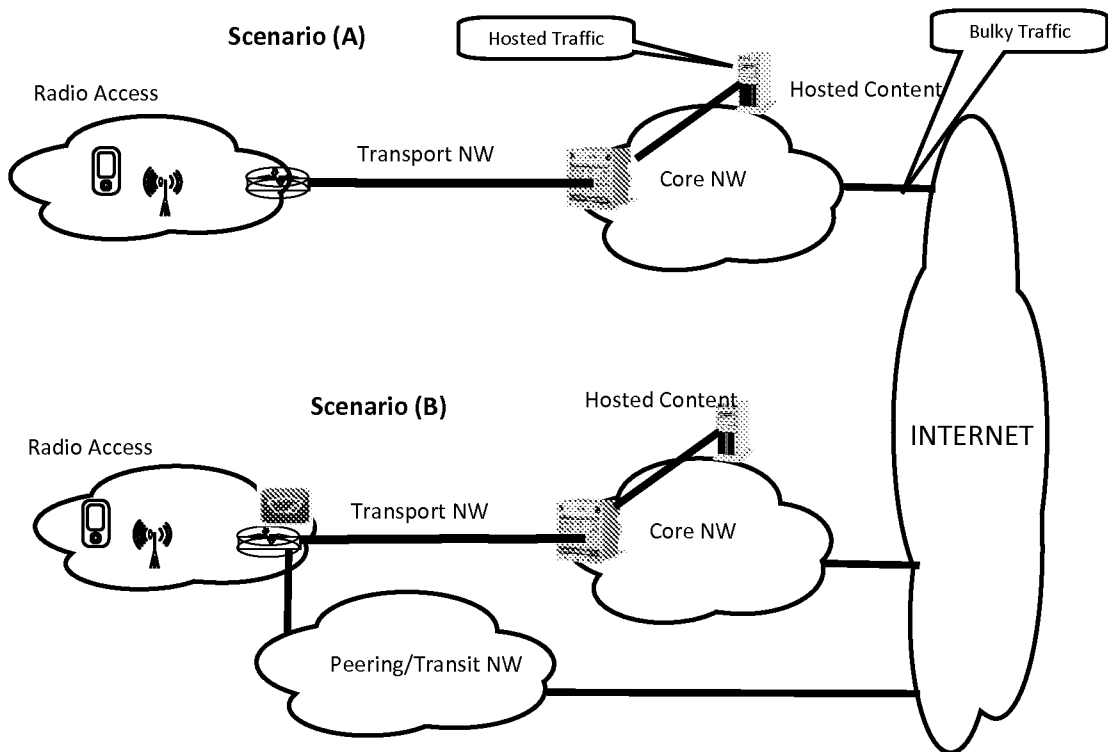 Scenario (A)
Hosted Traffic
Bulky Traffic
Radio Access
Hosted Content
Transport NW
Core NW
Scenario (B)
Hosted Content
INTERNET
Radio Access
Transport NW
Core NW
Peering/Transit NW